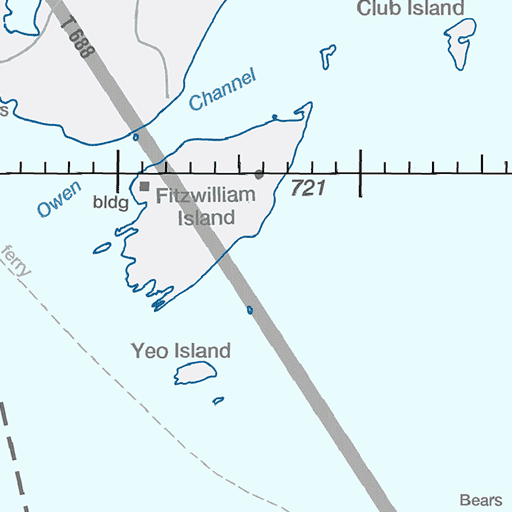 Club Island
T 688
Channel
s
721
Owen
bldg
Fitzwilliam
Island
ferry
Yeo Island
Bears